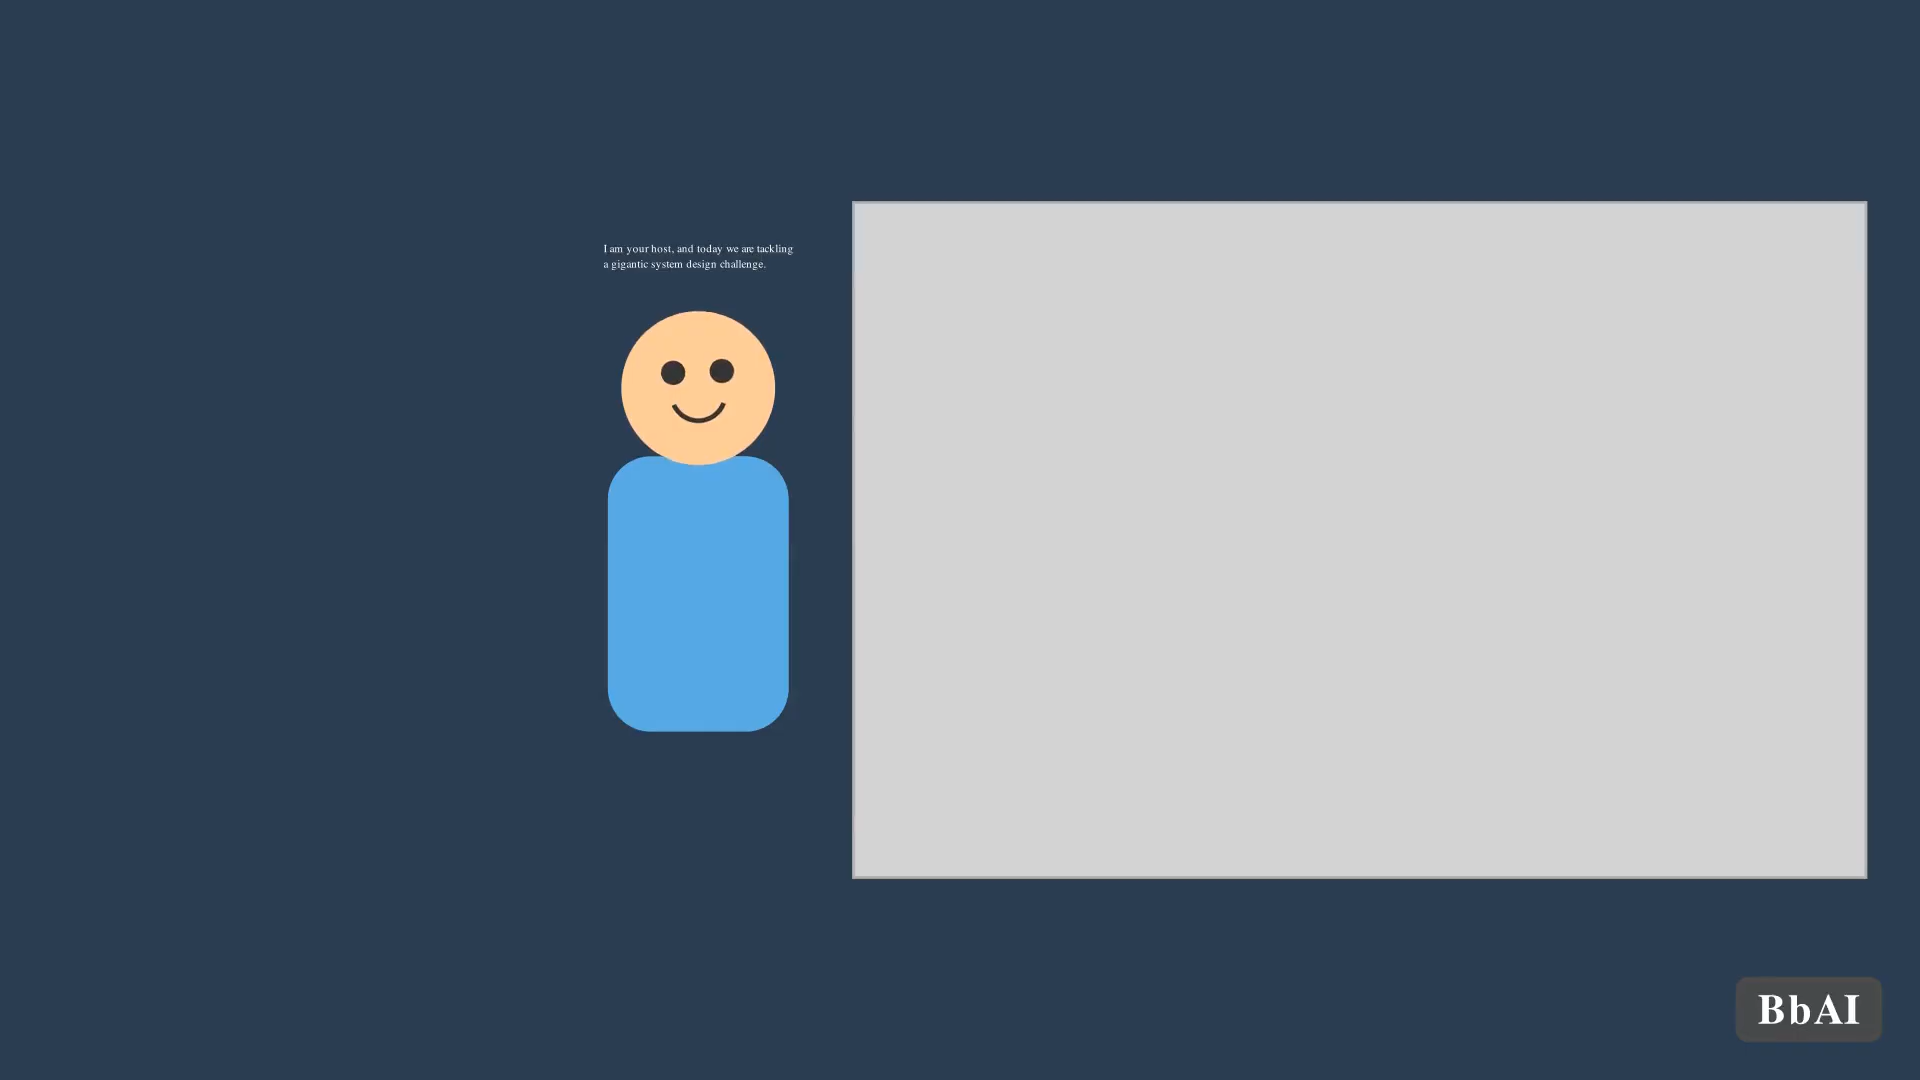 I am your host, and today we are tackling
a gigantic system design challenge.
BbAI